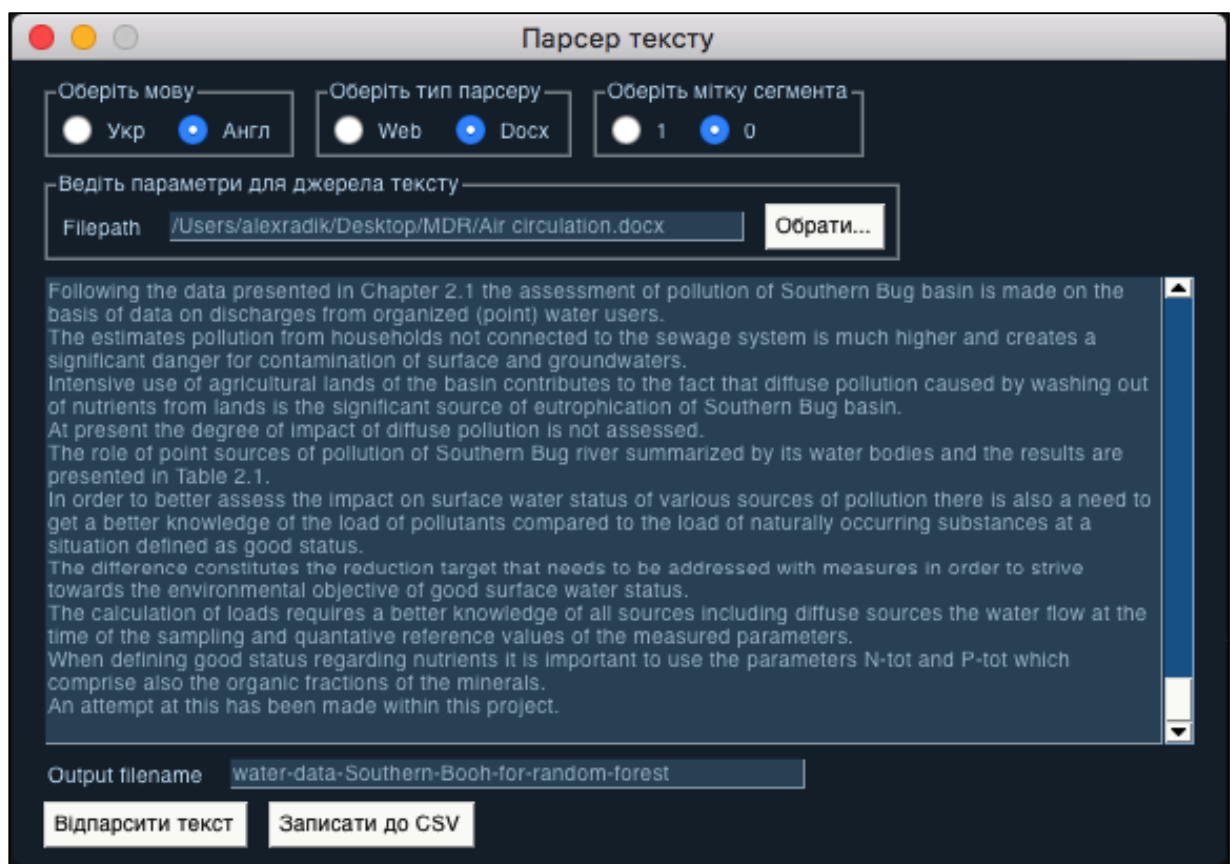 Парсер тексту
Оберіть мову
Оберіть тип парсеру
Оберіть мітку сегмента
Укр Англ
Web Docx
1 0
Ведіть параметри для джерела тексту
Filepath /Users/alexradik/Desktop/MDR/Air circulation.docx Обрати...
Following the data presented in Chapter 2.1 the assessment of pollution of Southern Bug basin is made on the
basis of data on discharges from organized (point) water users.
The estimates pollution from households not connected to the sewage system is much higher and creates a
significant danger for contamination of surface and groundwaters.
Intensive use of agricultural lands of the basin contributes to the fact that diffuse pollution caused by washing out
of nutrients from lands is the significant source of eutrophication of Southern Bug basin.
At present the degree of impact of diffuse pollution is not assessed.
The role of point sources of pollution of Southern Bug river summarized by its water bodies and the results are
presented in Table 2.1.
In order to better assess the impact on surface water status of various sources of pollution there is also a need to
get a better knowledge of the load of pollutants compared to the load of naturally occurring substances at a
situation defined as good status.
The difference constitutes the reduction target that needs to be addressed with measures in order to strive
towards the environmental objective of good surface water status.
The calculation of loads requires a better knowledge of all sources including diffuse sources the water flow at the
time of the sampling and quantative reference values of the measured parameters.
When defining good status regarding nutrients it is important to use the parameters N-tot and P-tot which
comprise also the organic fractions of the minerals.
An attempt at this has been made within this project.
Output filename water-data-Southern-Booh-for-random-forest
Відпарсити текст Записати до CSV